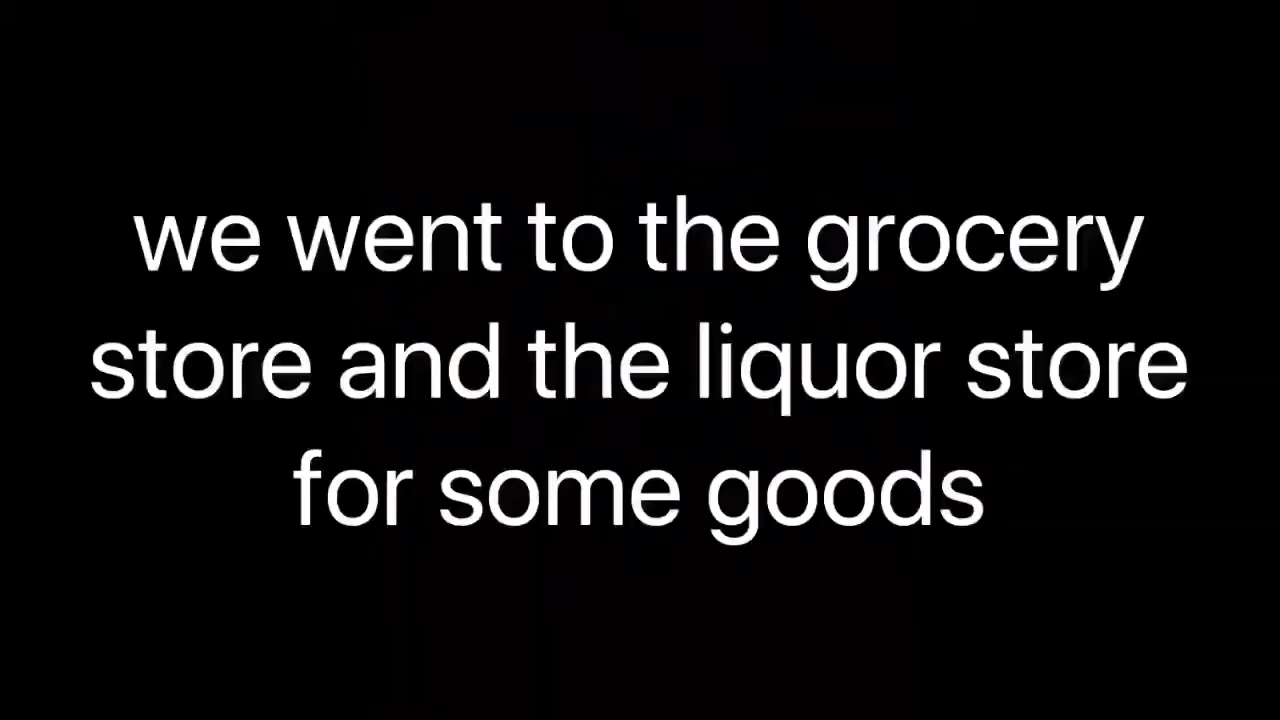 we went to the grocery
store and the liquor store
for some goods